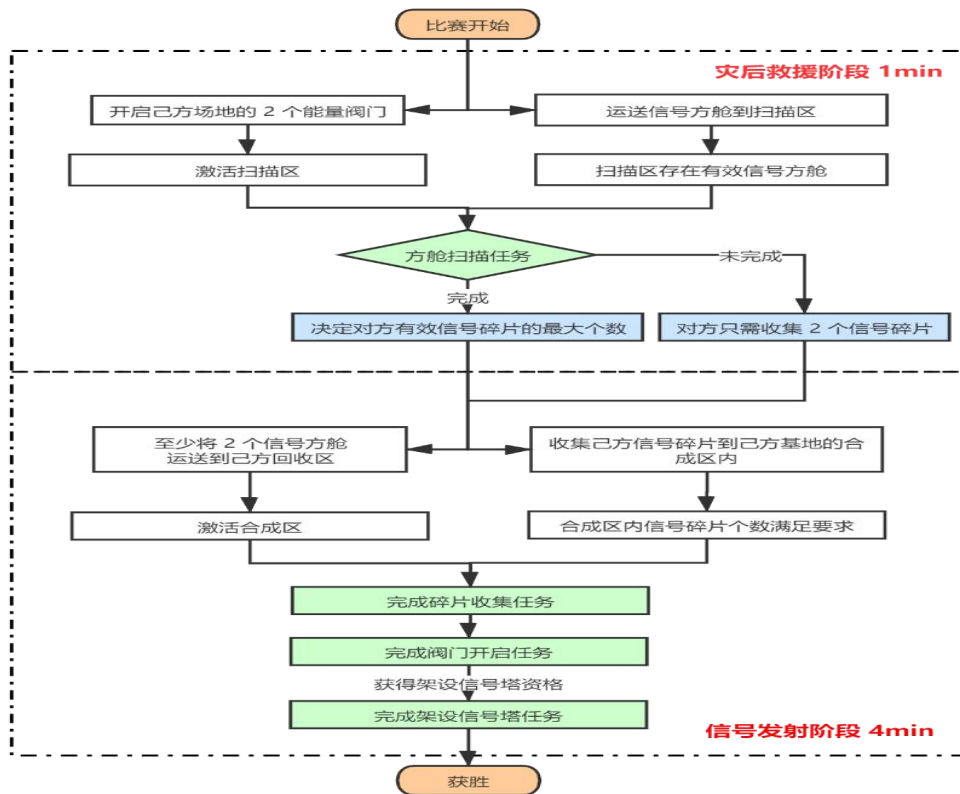 比赛开始
灾后救援阶段 1min
开启己方场地的 2 个能量阀门
运送信号方舱到扫描区
激活扫描区
扫描区存在有效信号方舱
方舱扫描任务
未完成
完成
决定对方有效信号碎片的最大个数
对方只需收集 2 个信号碎片
至少将 2 个信号方舱
运送到己方回收区
收集己方信号碎片到己方基地的合
成区内
激活合成区
合成区内信号碎片个数满足要求
完成碎片收集任务
完成阀门开启任务
获得架设信号塔资格
完成架设信号塔任务
信号发射阶段 4min
获胜